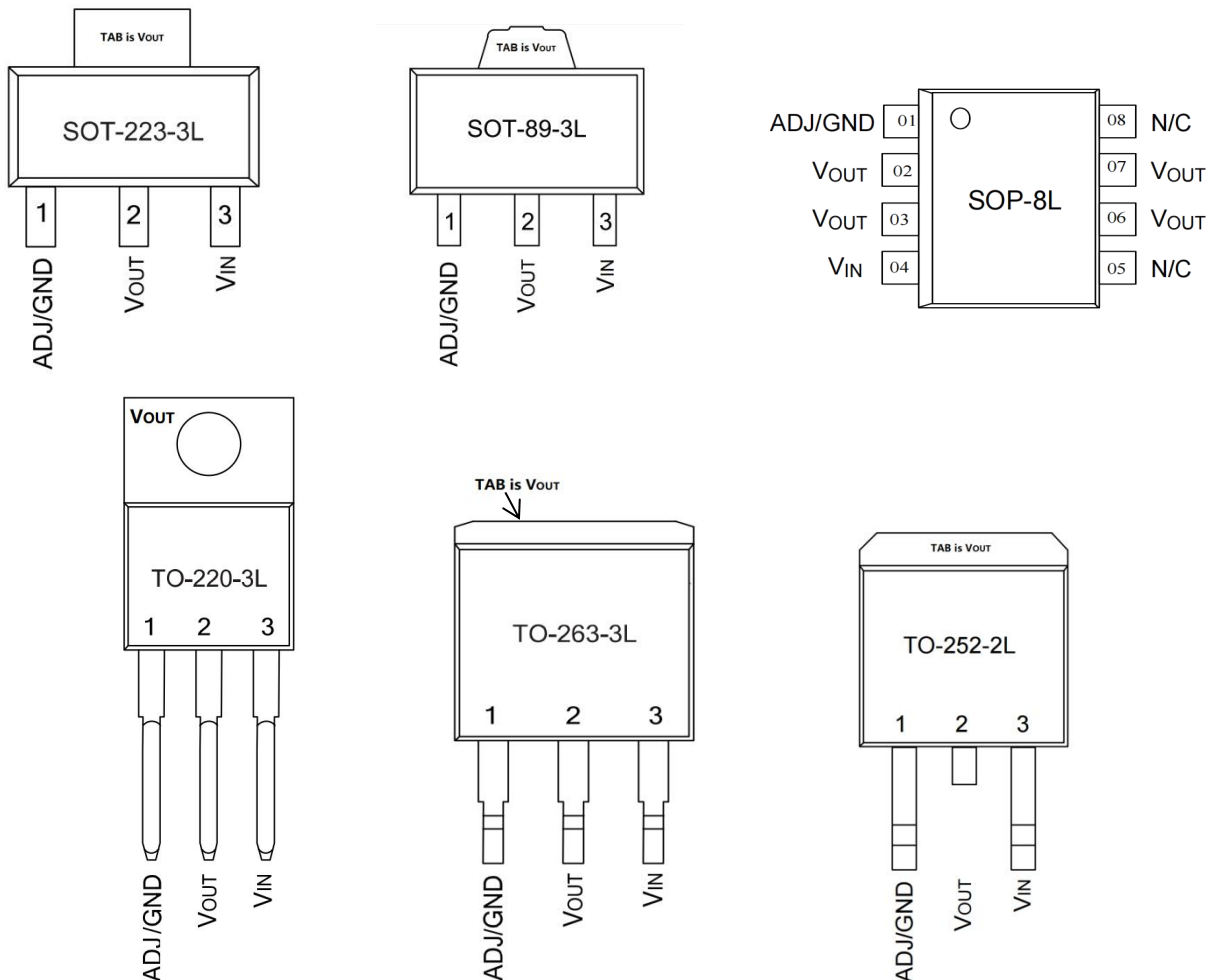 TAB is VOUT
SOT-223-3L
1 2 3
ADJ/GND VOUT VIN
TAB is VOUT
SOT-89-3L
1 2 3
ADJ/GND VOUT VIN
ADJ/GND 01 08 N/C
VOUT 02 07 VOUT
SOP-8L
VOUT 03 06 VOUT
VIN 04 05 N/C
VOUT
TO-220-3L
1 2 3
ADJ/GND VOUT VIN
TAB is VOUT
TO-263-3L
1 2 3
ADJ/GND VOUT VIN
TAB is VOUT
TO-252-2L
1 2 3
ADJ/GND VOUT VIN